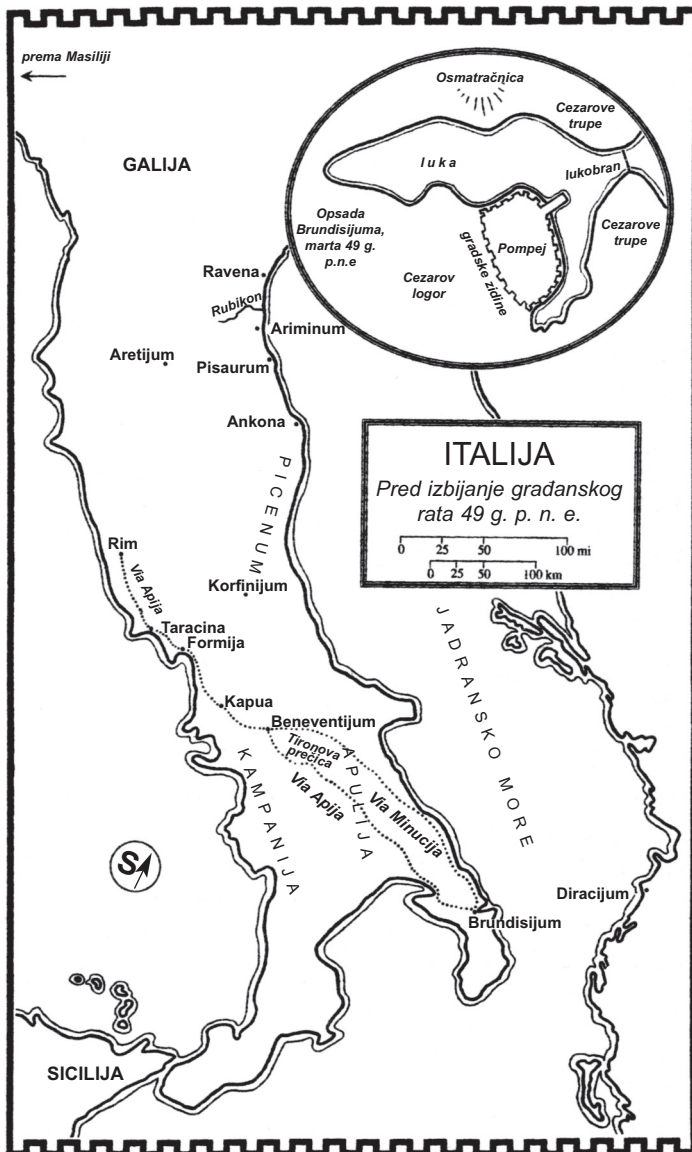 prema Masiliji
GALIJA
Osmatračnica
Cezarove
trupe
luka
lukobran
Opsada
Brundisijuma,
marta 49 g.
p.n.e
gradske zidine
Pompej
Cezarove
trupe
Cezarov
logor
Ravena
Rubikon
Ariminum
Aretijum
Pisaurum
Ankona
PICENUM
ITALIJA
Pred izbijanje građanskog
rata 49 g. p. n. e.
0 25 50 100 mi
0 25 50 100 km
Rim
Via Apija
Korfinijum
Taracina
Formija
JADRANSKO MORE
Kapua
Beneventijum
Tironova
prečica
KAMPANIJA
APULIJA
Via Apija
Via Minucija
S
Diracijum
Brundisijum
SICILIJA